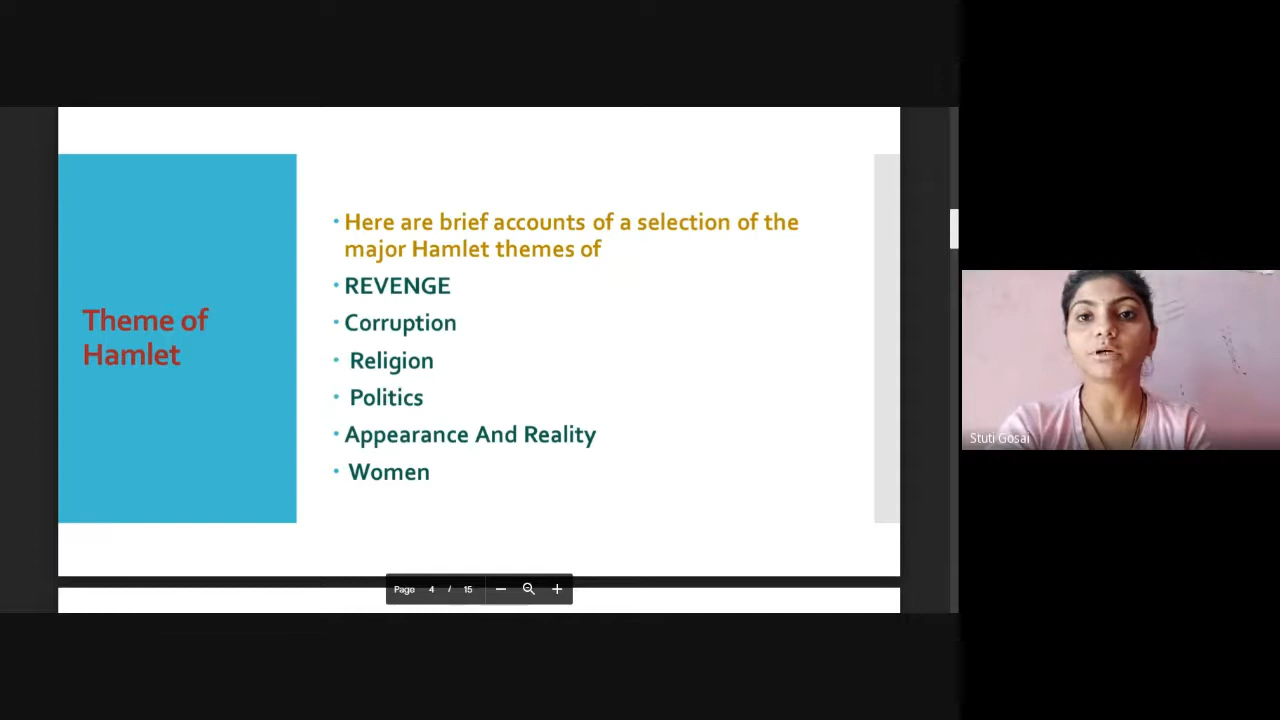 Theme of
Hamlet
• Here are brief accounts of a selection of the
major Hamlet themes of
• REVENGE
• Corruption
• Religion
• Politics
• Appearance And Reality
• Women
Page 4 / 15
Stuti Gosai